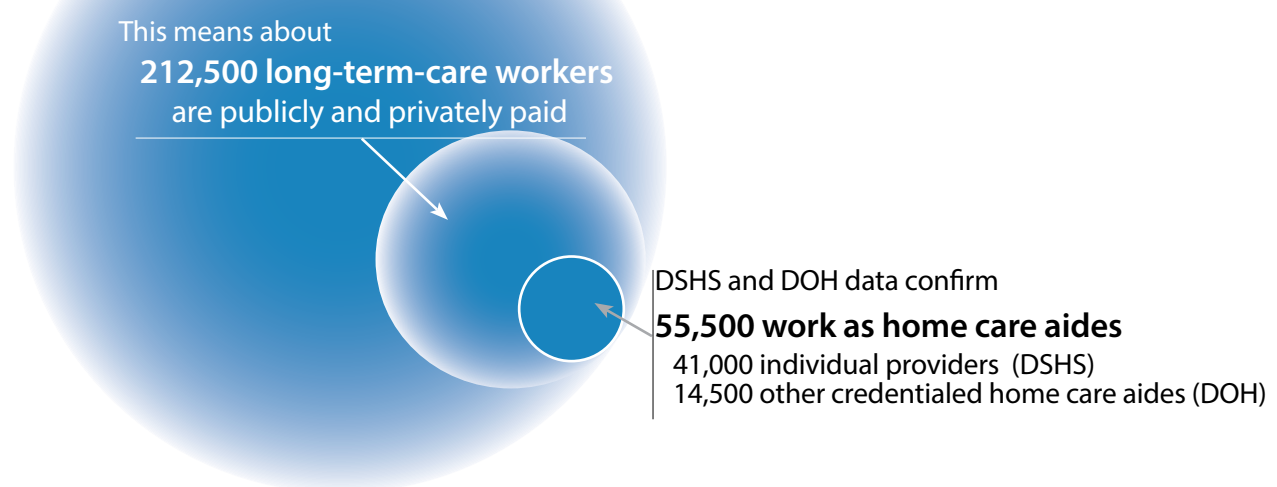 This means about
212,500 long-term-care workers
are publicly and privately paid
DSHS and DOH data confirm
55,500 work as home care aides
41,000 individual providers (DSHS)
14,500 other credentialed home care aides (DOH)